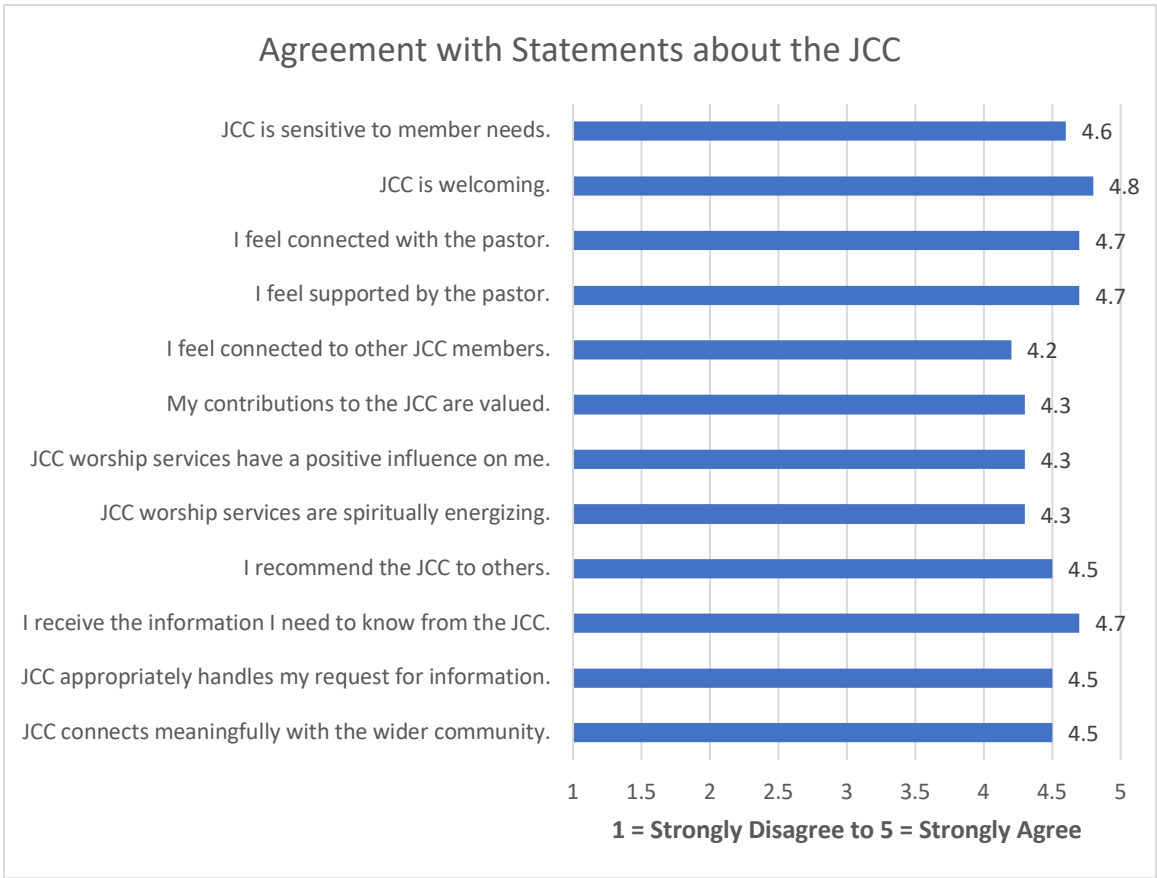 Agreement with Statements about the JCC
JCC is sensitive to member needs. 4.6
JCC is welcoming. 4.8
I feel connected with the pastor. 4.7
I feel supported by the pastor. 4.7
I feel connected to other JCC members. 4.2
My contributions to the JCC are valued. 4.3
JCC worship services have a positive influence on me. 4.3
JCC worship services are spiritually energizing. 4.3
I recommend the JCC to others. 4.5
I receive the information I need to know from the JCC. 4.7
JCC appropriately handles my request for information. 4.5
JCC connects meaningfully with the wider community. 4.5
1 1.5 2 2.5 3 3.5 4 4.5 5
1 = Strongly Disagree to 5 = Strongly Agree